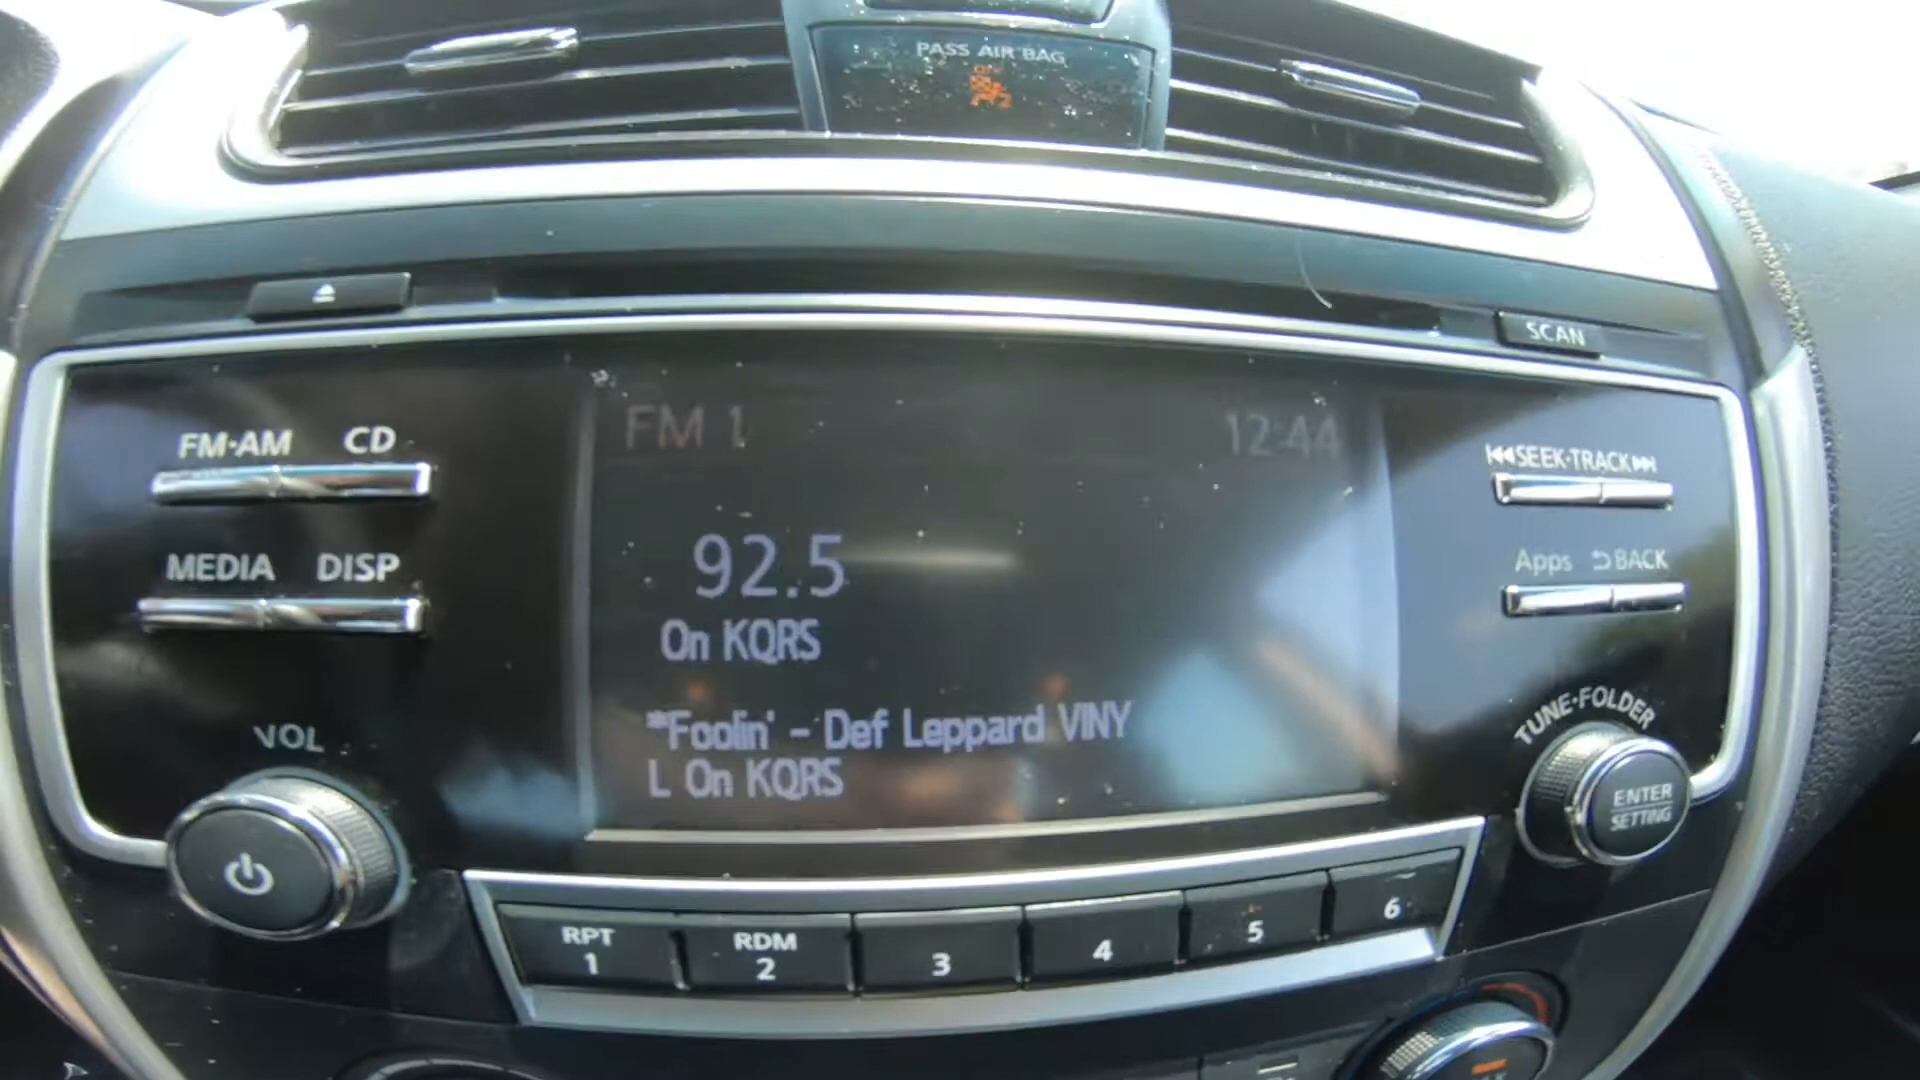 PASS AIR BAG
SCAN
FM·AM CD
FM 1 12:44
SEEK·TRACK
92.5
MEDIA DISP
Apps BACK
On KQRS
TUNE·FOLDER
VOL
"Foolin' - Def Leppard VINY
L On KQRS
ENTER
SETTING
RPT
1
RDM
2
3
4
5
6